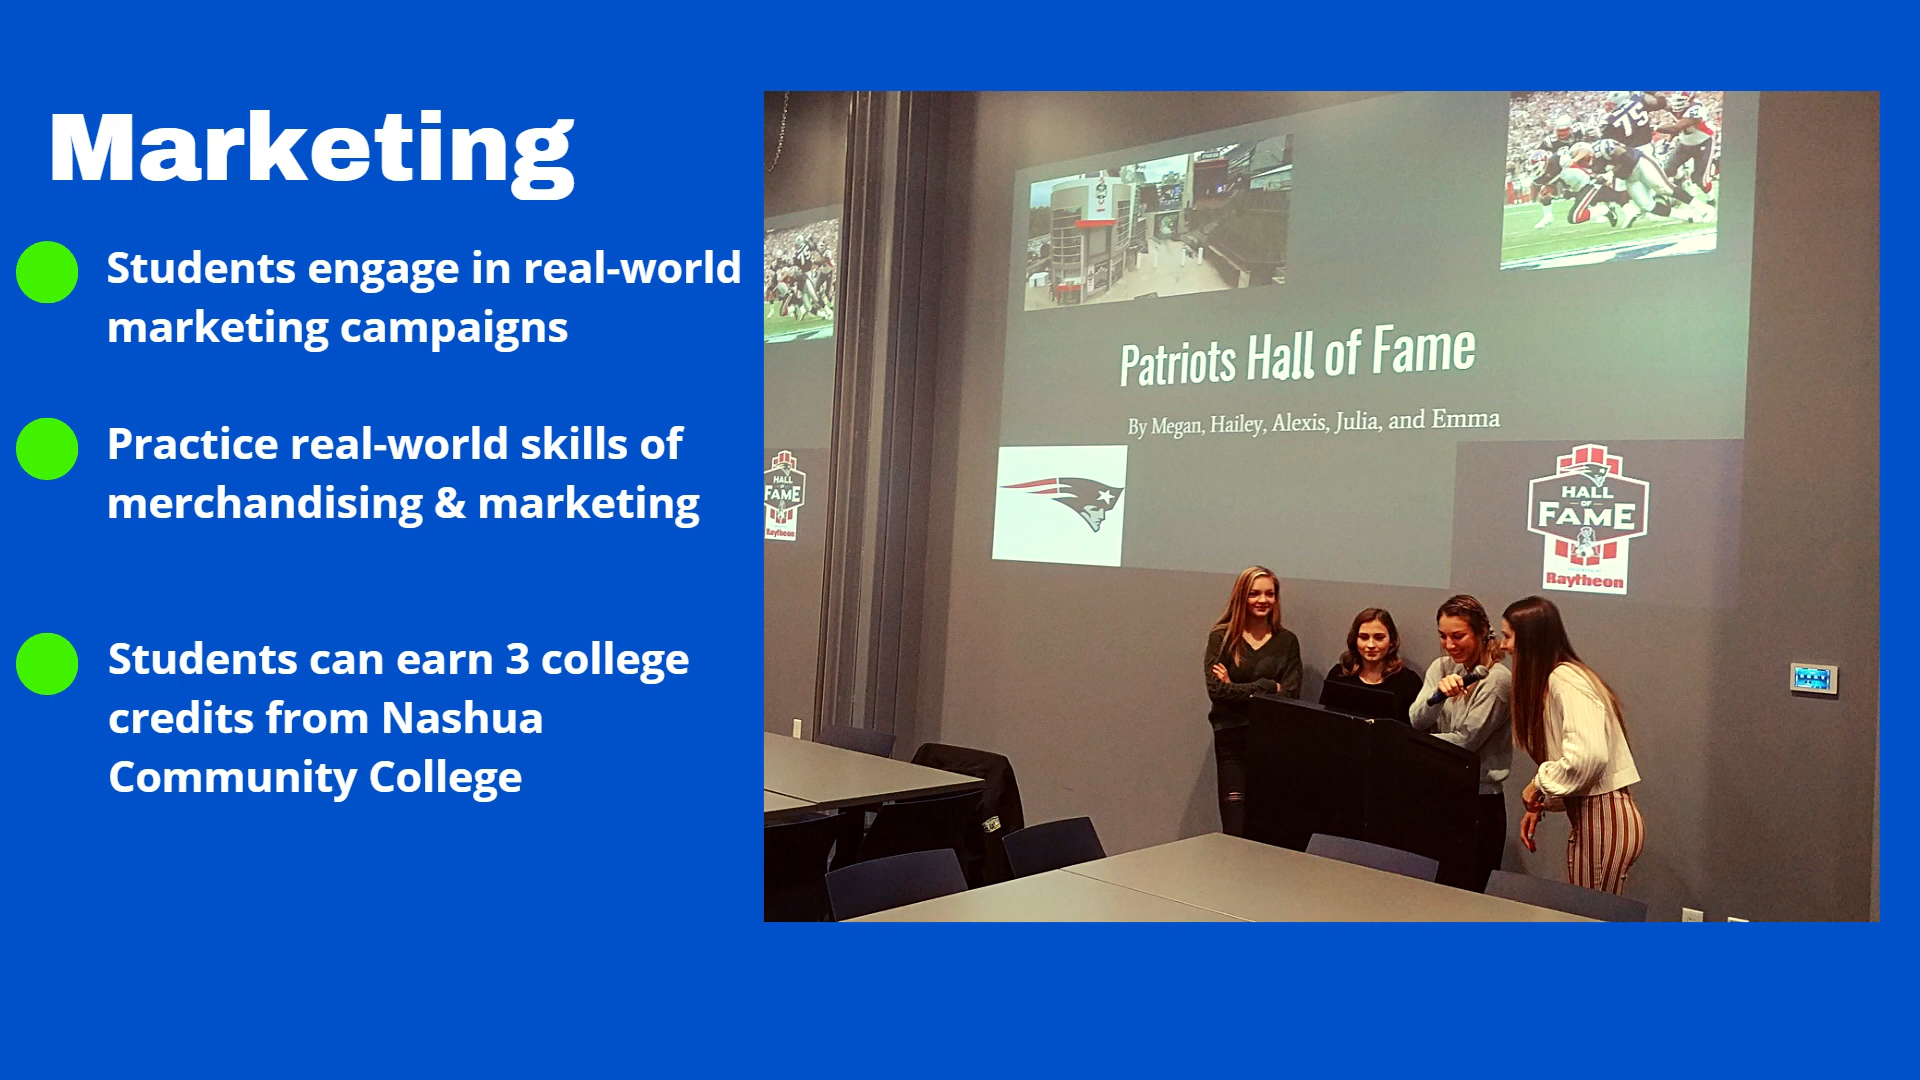 Marketing
Students engage in real-world
marketing campaigns
Practice real-world skills of
merchandising & marketing
Students can earn 3 college
credits from Nashua
Community College
75
Patriots Hall of Fame
By Megan, Hailey, Alexis, Julia, and Emma
HALL
OF
FAME
Raytheon
HALL
OF
FAME
Raytheon